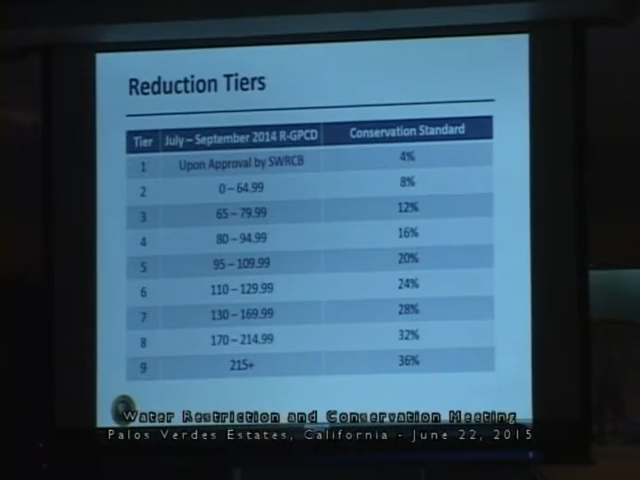 Reduction Tiers
Tier July – September 2014 R-GPCD Conservation Standard
1 Upon Approval by SWRCB 4%
2 0 – 64.99 8%
3 65 – 79.99 12%
4 80 – 94.99 16%
5 95 – 109.99 20%
6 110 – 129.99 24%
7 130 – 169.99 28%
8 170 – 214.99 32%
9 215+ 36%
Water Restriction and Conservation Meeting
Palos Verdes Estates, California - June 22, 2015